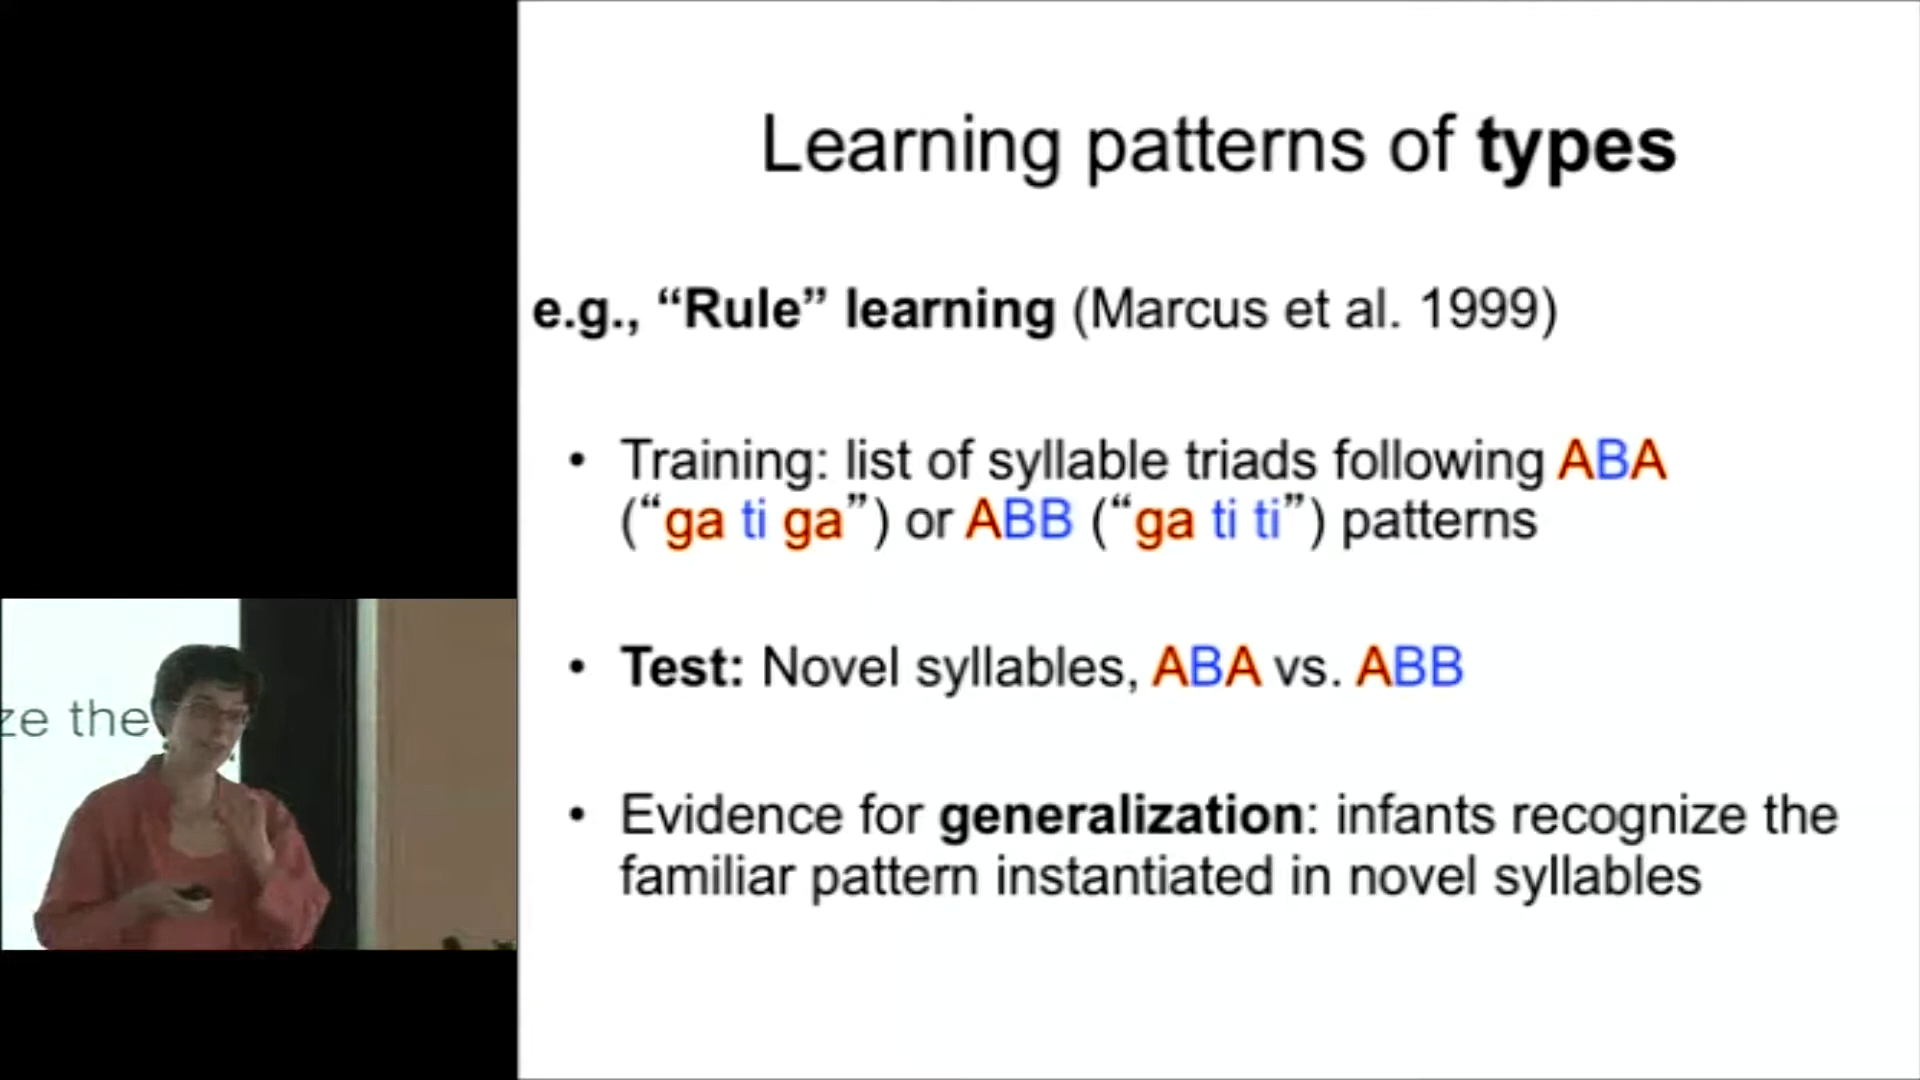 Learning patterns of types
e.g., “Rule” learning (Marcus et al. 1999)
• Training: list of syllable triads following ABA
(“ga ti ga”) or ABB (“ga ti ti”) patterns
• Test: Novel syllables, ABA vs. ABB
• Evidence for generalization: infants recognize the
familiar pattern instantiated in novel syllables
ze the